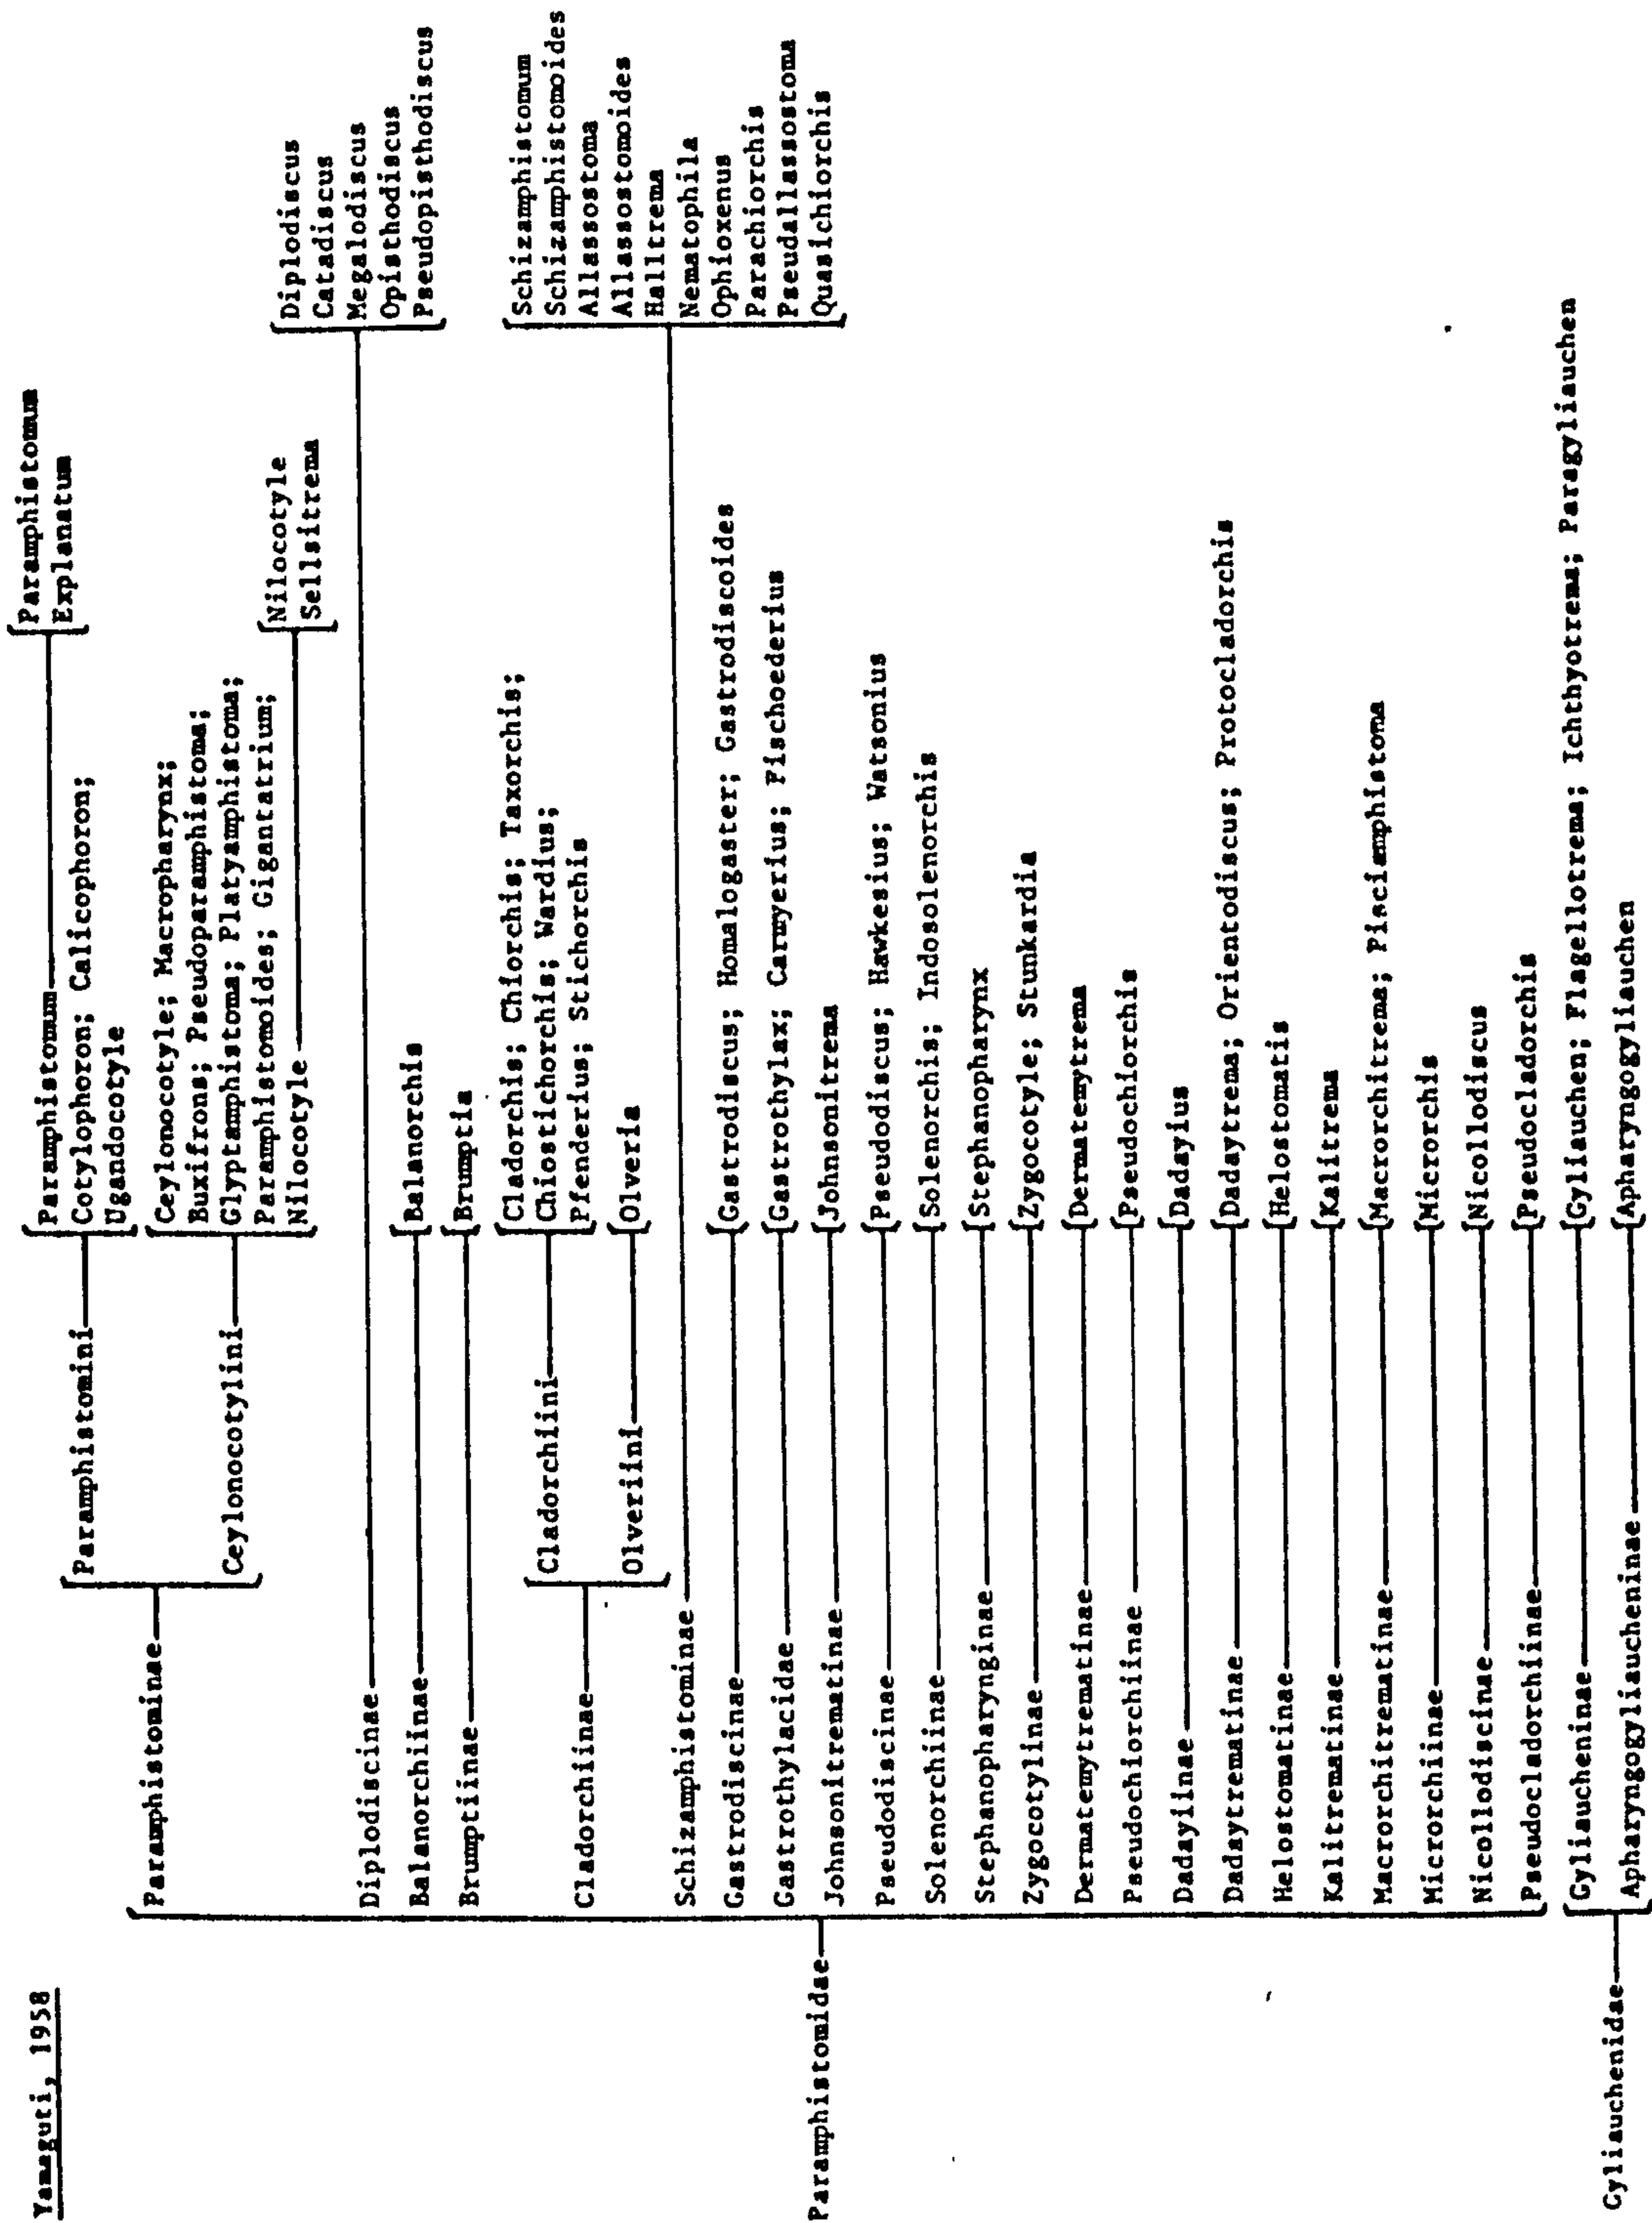 Yamaguti, 1958
Paramphistomidae
Paramphistominae
Paramphistomini
Paramphistomum
Paramphistomum
Explanatum
Cotylophoron; Calicophoron;
Ugandocotyle
Ceylonocotylini
Ceylonocotyle; Macropharynx;
Buxifrons; Pseudoparamphistoma;
Glyptamphistoma; Platyamphistoma;
Paramphistomoides; Gigantatrium;
Nilocotyle
Nilocotyle
Sellsitrema
Diplodiscinae
Diplodiscus
Catadiscus
Megalodiscus
Opisthodiscus
Pseudopisthodiscus
Balanorchiinae
Balanorchis
Brumptiinae
Brumptia
Cladorchiinae
Cladorchiini
Cladorchis; Chiorchis; Taxorchis;
Chiostichorchis; Wardius;
Pfenderius; Stichorchis
Olveriini
Olveria
Schizamphistominae
Schizamphistomum
Schizamphistomoides
Allassostoma
Allassostomoides
Halltrema
Nematophila
Ophioxenus
Parachiorchis
Pseudallassostoma
Quasichiorchis
Gastrodiscinae
Gastrodiscus; Homalogaster; Gastrodiscoides
Gastrothylacidae
Gastrothylax; Carmyerius; Fischoederius
Johnsonitrematinae
Johnsonitrema
Pseudodiscinae
Pseudodiscus; Hawkesius; Watsonius
Solenorchiinae
Solenorchis; Indosolenorchis
Stephanopharynginae
Stephanopharynx
Zygocotylinae
Zygocotyle; Stunkardia
Dermatemytrematinae
Dermatemytrema
Pseudochiorchiinae
Pseudochiorchis
Dadayiinae
Dadayius
Dadaytrematinae
Dadaytrema; Orientodiscus; Protocladorchis
Helostomatinae
Helostomatis
Kalitrematinae
Kalitrema
Macrorchitrematinae
Macrorchitrema; Pisciamphistoma
Microrchiinae
Microrchis
Nicollodiscinae
Nicollodiscus
Pseudocladorchiinae
Pseudocladorchis
Gyliauchenidae
Gyliaucheninae
Gyliauchen; Flagellotrema; Ichthyotrema; Paragyliauchen
Apharyngogyliaucheninae
Apharyngogyliauchen